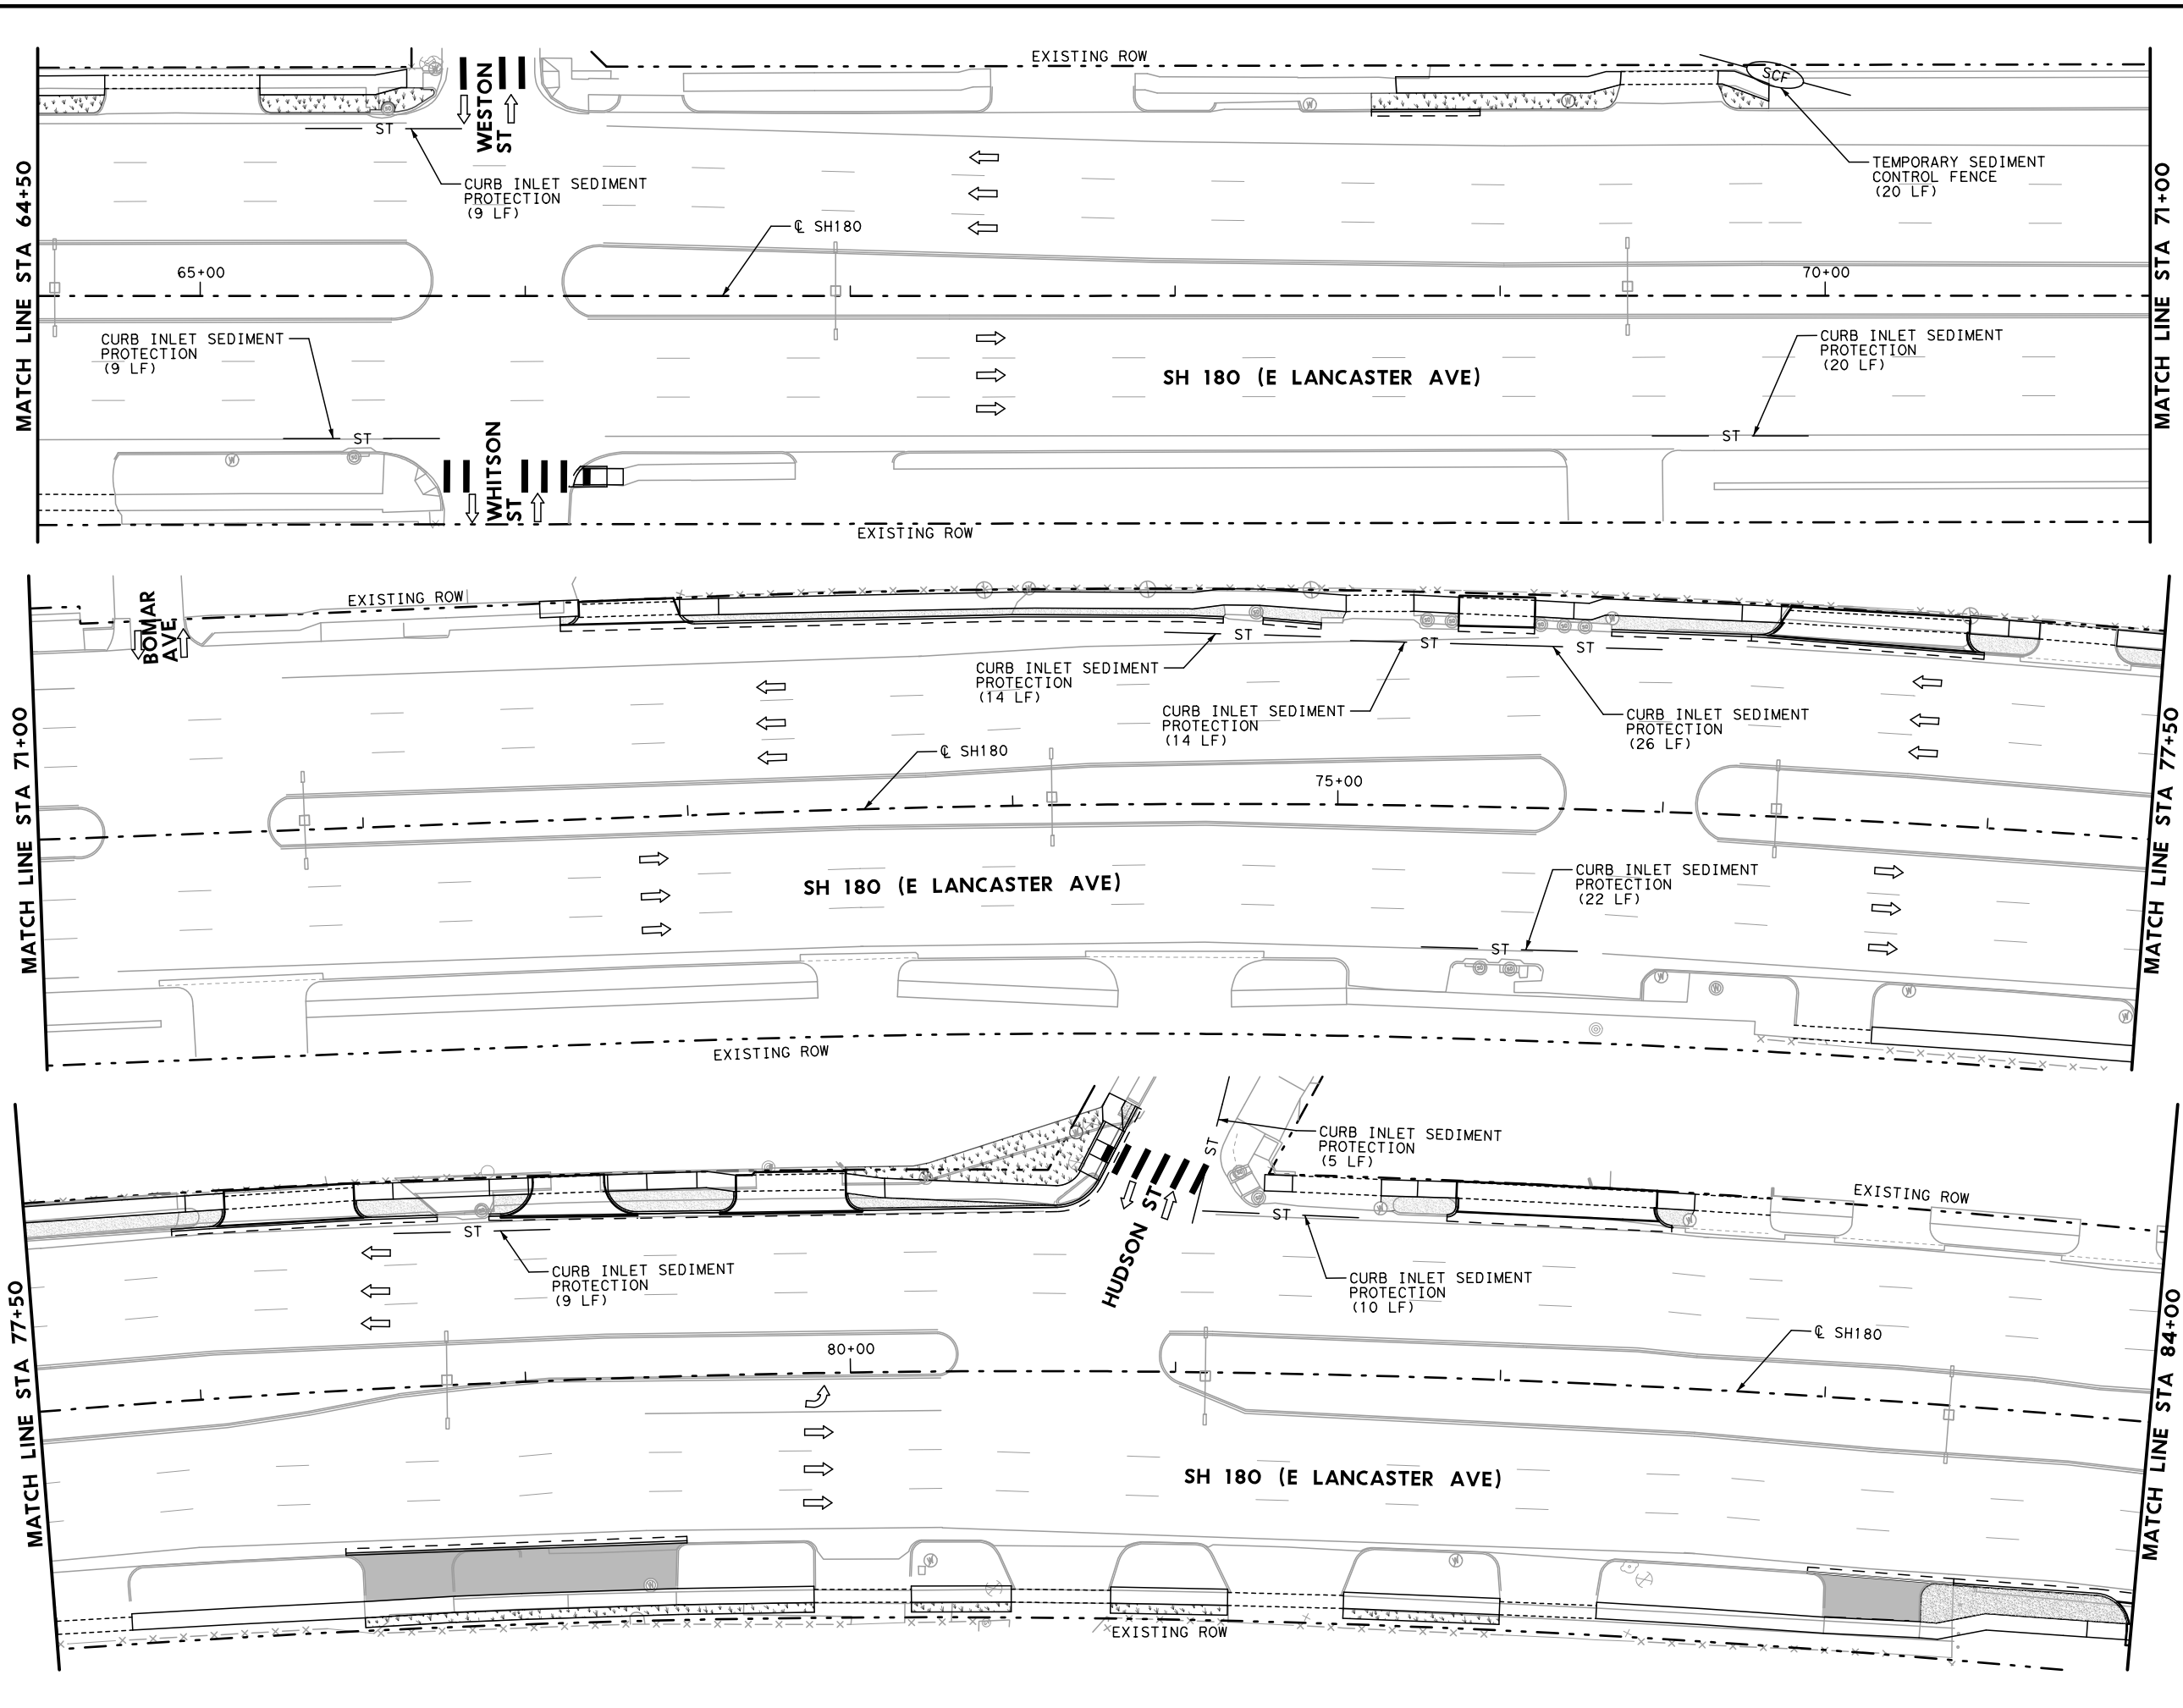 EXISTING ROW
SCF
WESTON
ST
ST
CURB INLET SEDIMENT
PROTECTION
(9 LF)
TEMPORARY SEDIMENT
CONTROL FENCE
(20 LF)
MATCH LINE STA 64+50
MATCH LINE STA 71+00
℄ SH180
65+00
70+00
CURB INLET SEDIMENT
PROTECTION
(9 LF)
CURB INLET SEDIMENT
PROTECTION
(20 LF)
SH 180 (E LANCASTER AVE)
ST
ST
WHITSON
ST
EXISTING ROW
BOMAR
AVE
EXISTING ROW
ST
ST
ST
CURB INLET SEDIMENT
PROTECTION
(14 LF)
CURB INLET SEDIMENT
PROTECTION
(14 LF)
CURB INLET SEDIMENT
PROTECTION
(26 LF)
MATCH LINE STA 71+00
MATCH LINE STA 77+50
℄ SH180
75+00
SH 180 (E LANCASTER AVE)
CURB INLET SEDIMENT
PROTECTION
(22 LF)
ST
EXISTING ROW
CURB INLET SEDIMENT
PROTECTION
(5 LF)
ST
EXISTING ROW
HUDSON ST
ST
ST
CURB INLET SEDIMENT
PROTECTION
(9 LF)
CURB INLET SEDIMENT
PROTECTION
(10 LF)
MATCH LINE STA 77+50
MATCH LINE STA 84+00
80+00
℄ SH180
SH 180 (E LANCASTER AVE)
EXISTING ROW